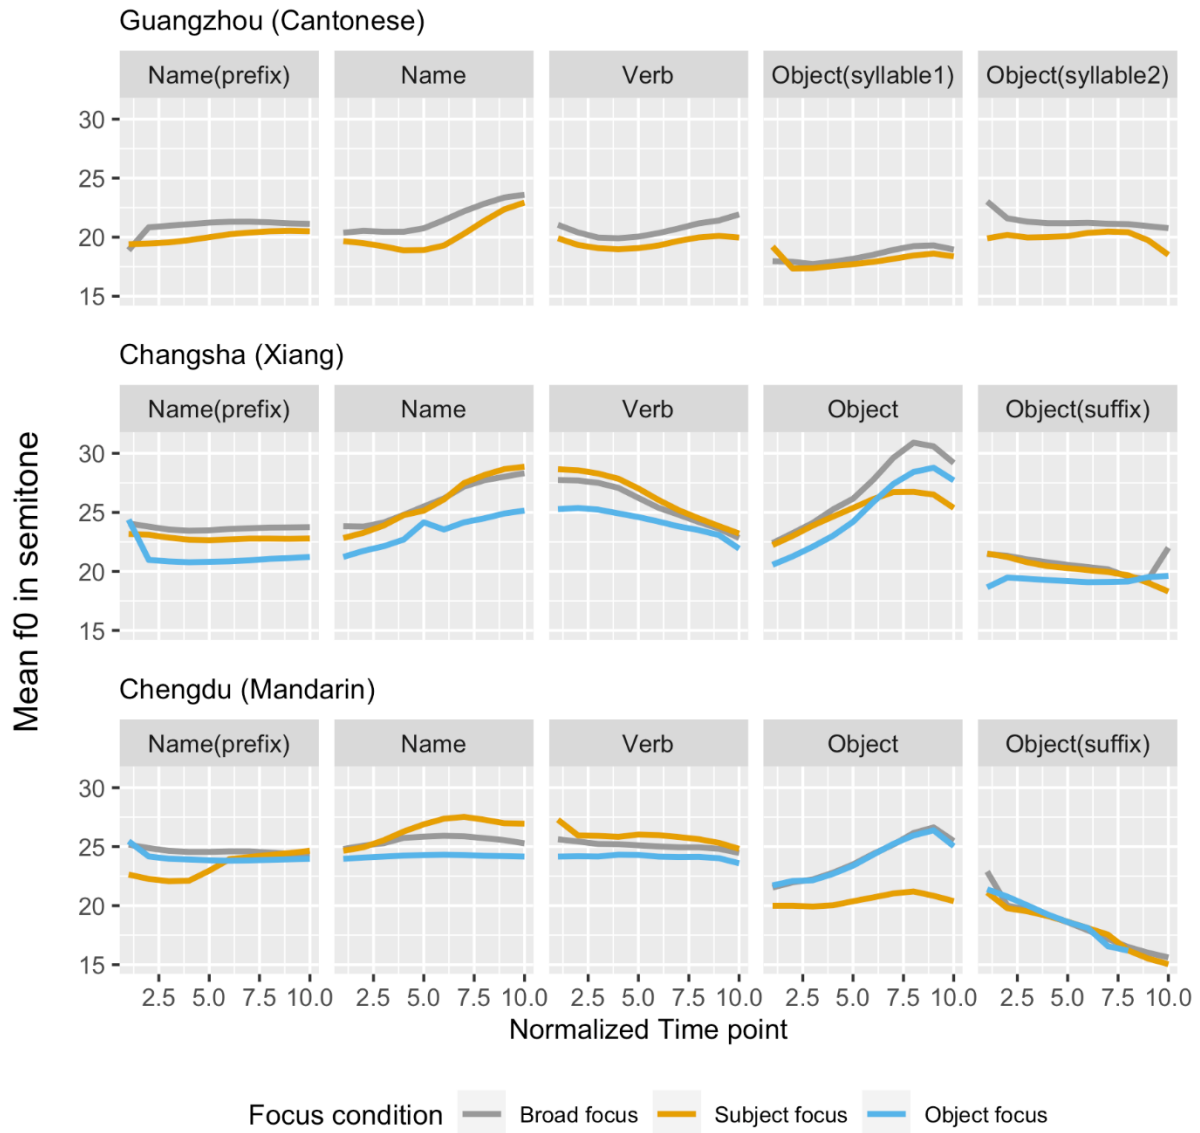 Guangzhou (Cantonese)
Name(prefix) Name Verb Object(syllable1) Object(syllable2)
30
25
20
15
Changsha (Xiang)
Name(prefix) Name Verb Object Object(suffix)
30
25
20
15
Mean f0 in semitone
Chengdu (Mandarin)
Name(prefix) Name Verb Object Object(suffix)
30
25
20
15
2.5 5.0 7.5 10.0 2.5 5.0 7.5 10.0 2.5 5.0 7.5 10.0 2.5 5.0 7.5 10.0 2.5 5.0 7.5 10.0
Normalized Time point
Focus condition Broad focus Subject focus Object focus